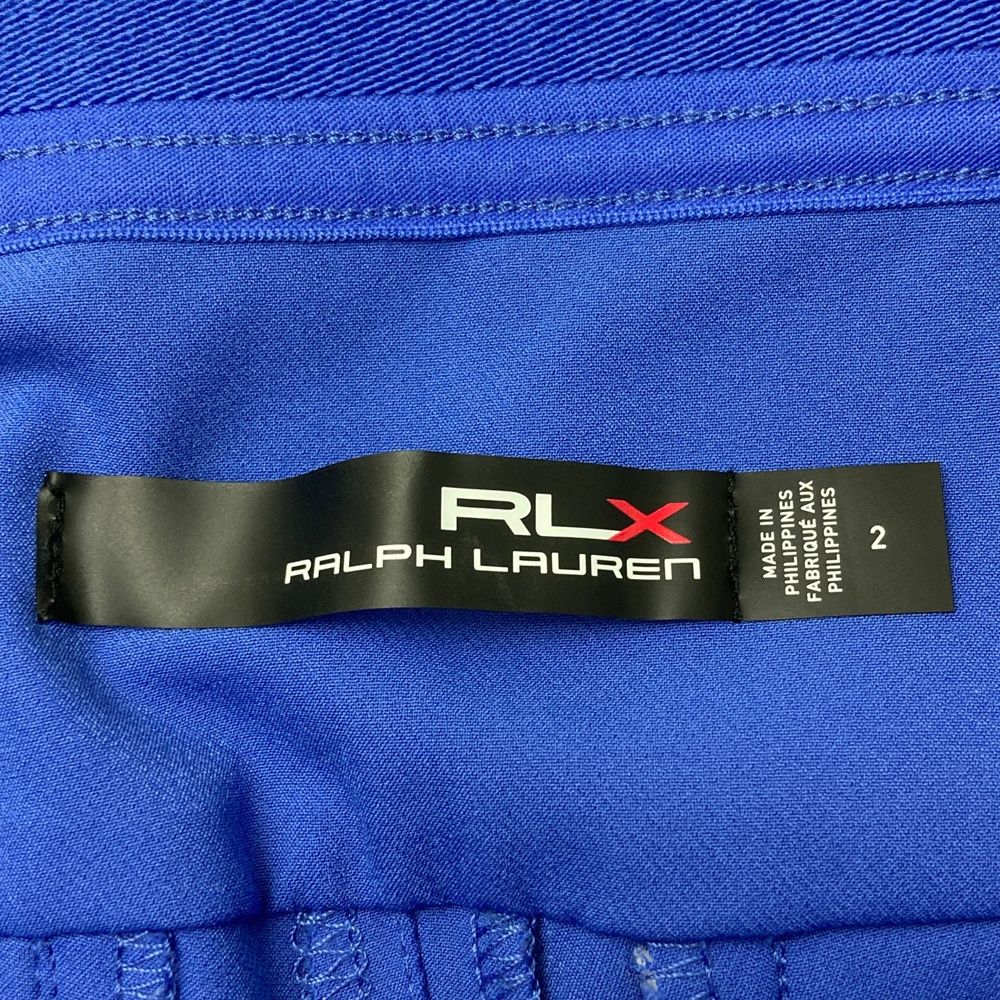 RLX
RALPH LAUREN
MADE IN
PHILIPPINES
FABRIQUÉ AUX
PHILIPPINES
2